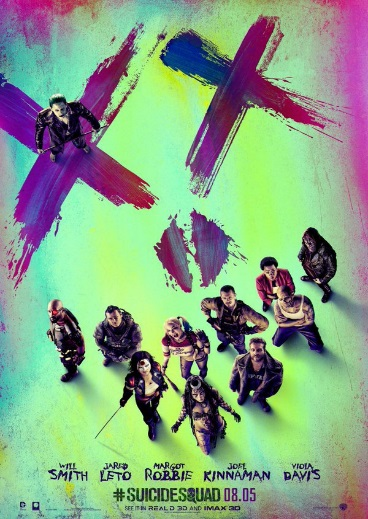 WILL SMITH JARED LETO MARGOT ROBBIE JOEL KINNAMAN VIOLA DAVIS
#SUICIDESQUAD 08.05
SEE IT IN REAL D 3D AND IMAX 3D